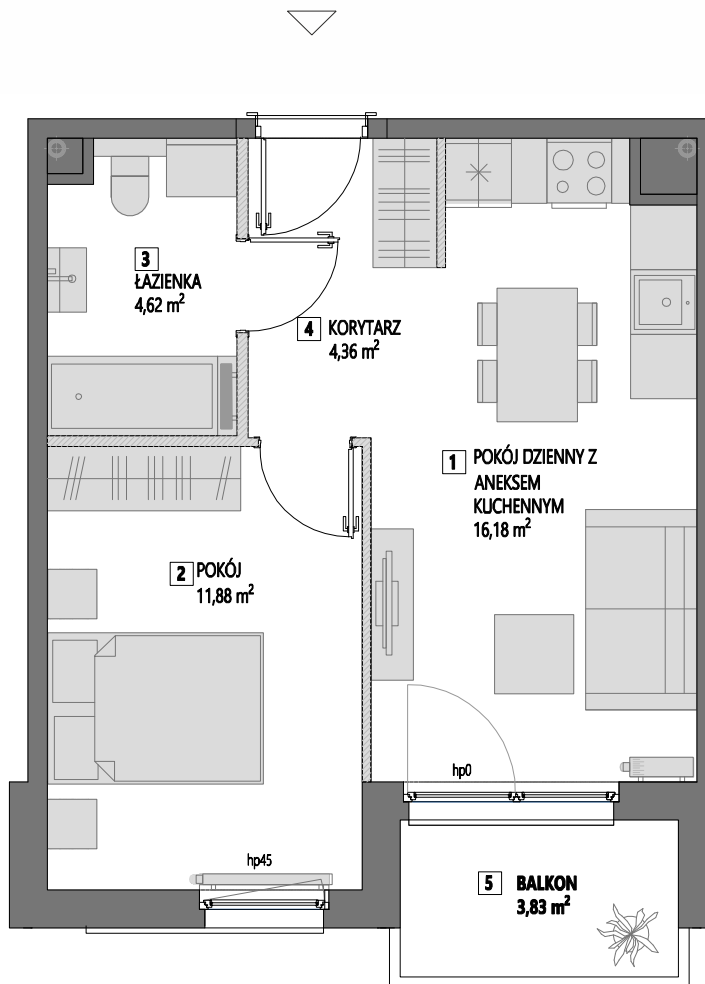 3
ŁAZIENKA
4,62 m²
4 KORYTARZ
4,36 m²
1 POKÓJ DZIENNY Z
ANEKSEM
KUCHENNYM
16,18 m²
2 POKÓJ
11,88 m²
hp0
hp45
5 BALKON
3,83 m²